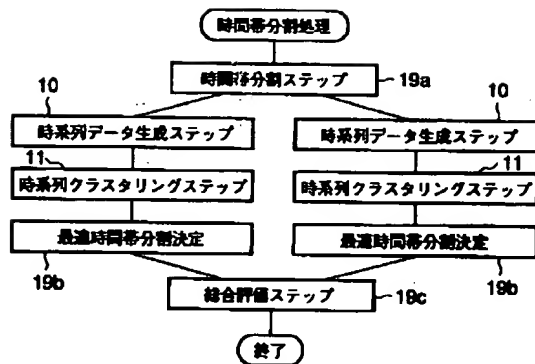 時間帯分割処理
時間帯分割ステップ
19a
10
10
時系列データ生成ステップ
時系列データ生成ステップ
11
11
時系列クラスタリングステップ
時系列クラスタリングステップ
最適時間帯分割決定
最適時間帯分割決定
19b
19b
総合評価ステップ
19c
終了